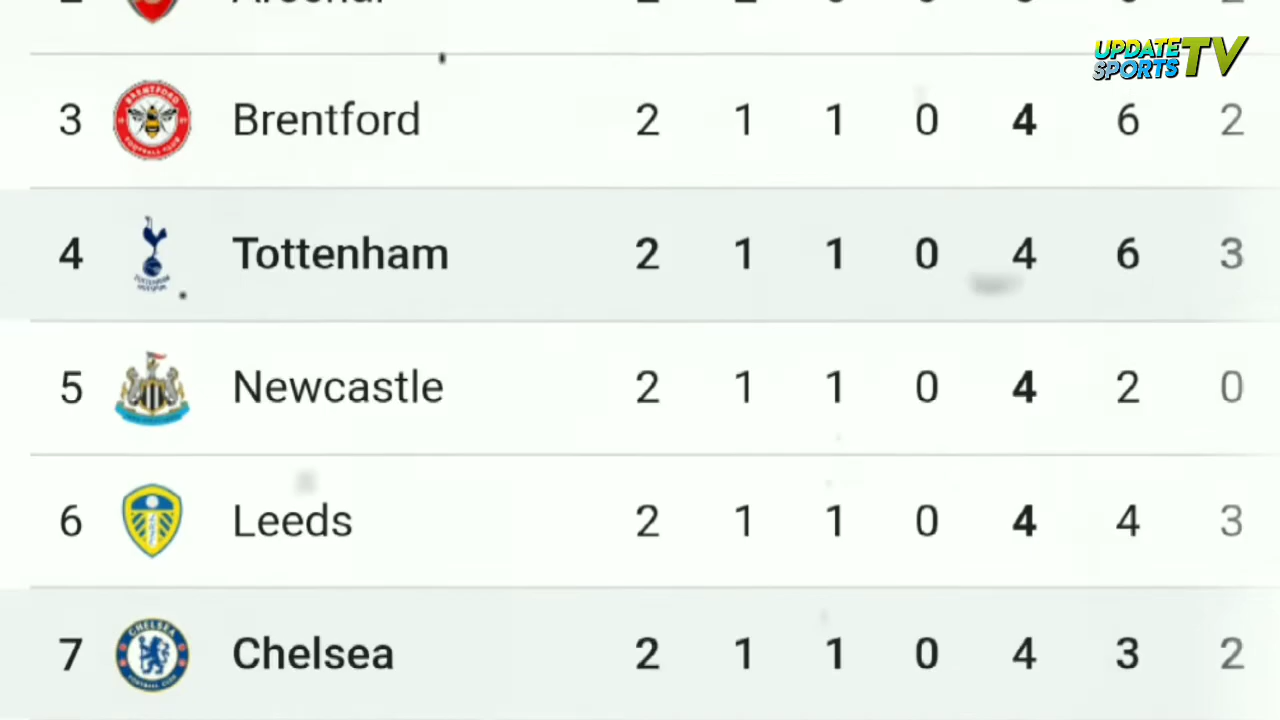 UPDATE
SPORTS TV
3 Brentford 2 1 1 0 4 6 2
4 Tottenham 2 1 1 0 4 6 3
5 Newcastle 2 1 1 0 4 2 0
6 Leeds 2 1 1 0 4 4 3
7 Chelsea 2 1 1 0 4 3 2